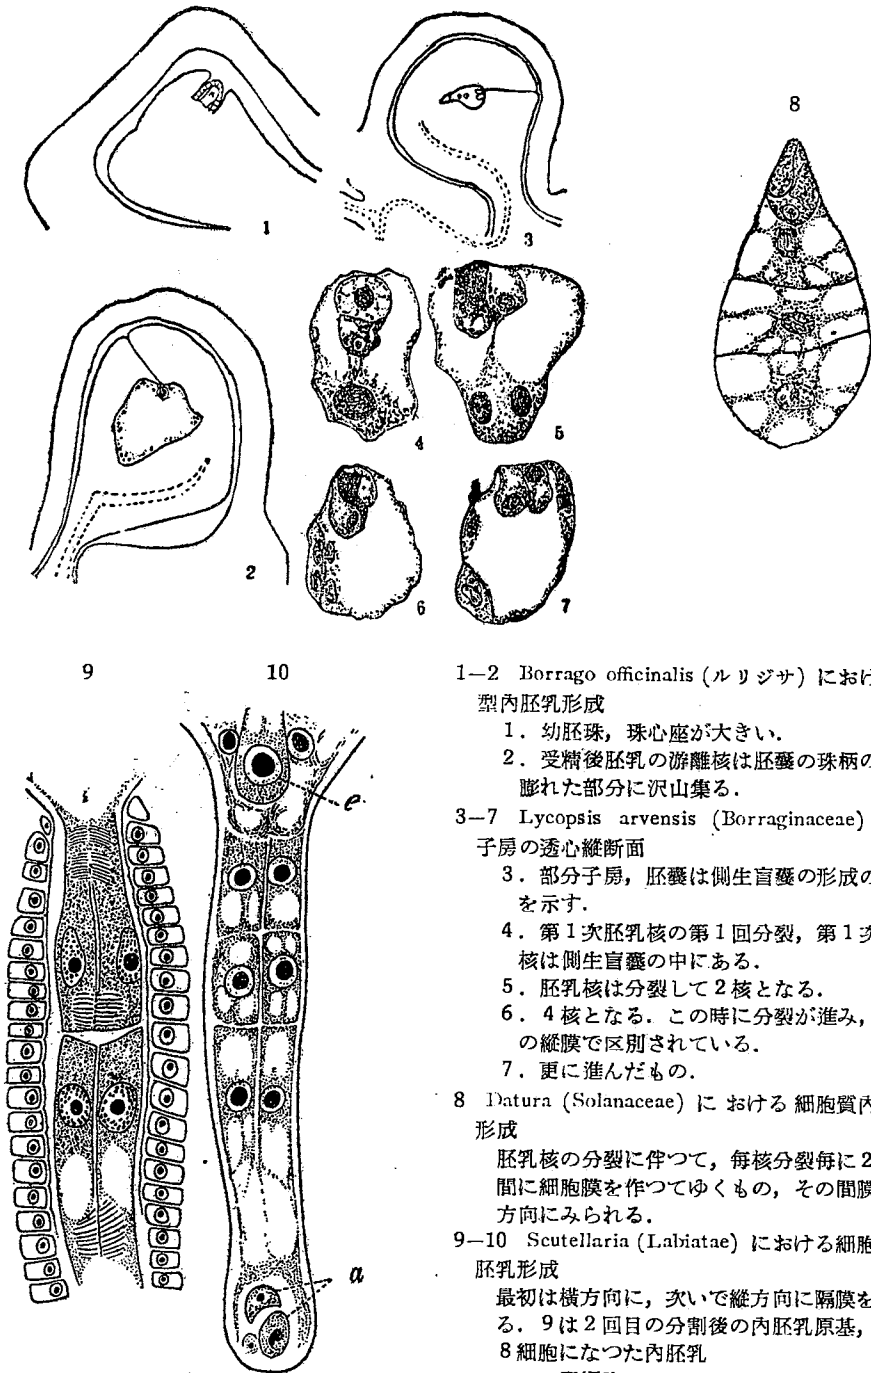 1
3
8
4
5
2
6
7
9
10
e
a
1–2 Borrago officinalis (ルリジサ) におけ
型内胚乳形成
1. 幼胚珠，珠心座が大きい.
2. 受精後胚乳の游離核は胚嚢の珠柄の
膨れた部分に沢山集る.
3–7 Lycopsis arvensis (Borraginaceae)
子房の透心縦断面
3. 部分子房，胚嚢は側生盲嚢の形成の
を示す.
4. 第1次胚乳核の第1回分裂，第1次
核は側生盲嚢の中にある.
5. 胚乳核は分裂して2核となる.
6. 4核となる. この時に分裂が進み，
の縦膜で区別されている.
7. 更に進んだもの.
8 Datura (Solanaceae) に おける 細胞質内
形成
胚乳核の分裂に伴つて，毎核分裂毎に2
間に細胞膜を作つてゆくもの，その間膜
方向にみられる.
9–10 Scutellaria (Labiatae) における細胞
胚乳形成
最初は横方向に，次いで縦方向に隔膜を
る. 9は2回目の分割後の内胚乳原基，
8細胞になつた内胚乳